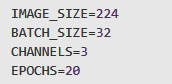 IMAGE_SIZE=224
BATCH_SIZE=32
CHANNELS=3
EPOCHS=20